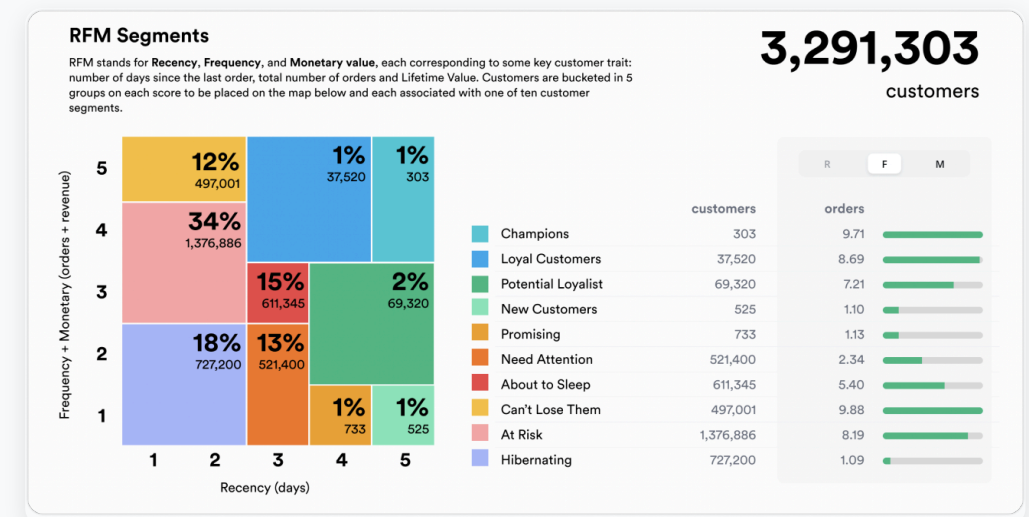 RFM Segments
RFM stands for Recency, Frequency, and Monetary value, each corresponding to some key customer trait:
number of days since the last order, total number of orders and Lifetime Value. Customers are bucketed in 5
groups on each score to be placed on the map below and each associated with one of ten customer
segments.
3,291,303
customers
Frequency + Monetary (orders + revenue)
5
4
3
2
1
12%
497,001
1%
37,520
1%
303
34%
1,376,886
15%
611,345
2%
69,320
18%
727,200
13%
521,400
1%
733
1%
525
1 2 3 4 5
Recency (days)
R F M
customers orders
Champions 303 9.71
Loyal Customers 37,520 8.69
Potential Loyalist 69,320 7.21
New Customers 525 1.10
Promising 733 1.13
Need Attention 521,400 2.34
About to Sleep 611,345 5.40
Can't Lose Them 497,001 9.88
At Risk 1,376,886 8.19
Hibernating 727,200 1.09